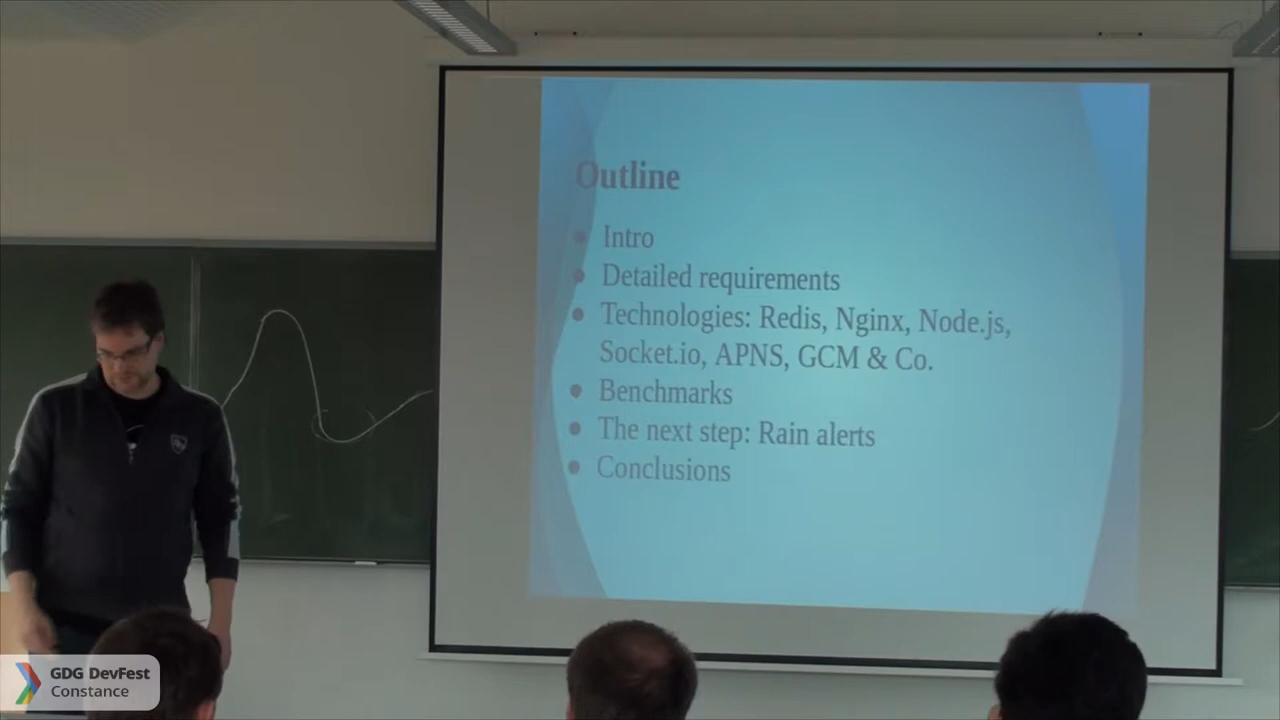 Outline
Intro
Detailed requirements
Technologies: Redis, Nginx, Node.js,
Socket.io, APNS, GCM & Co.
Benchmarks
The next step: Rain alerts
Conclusions
GDG DevFest
Constance